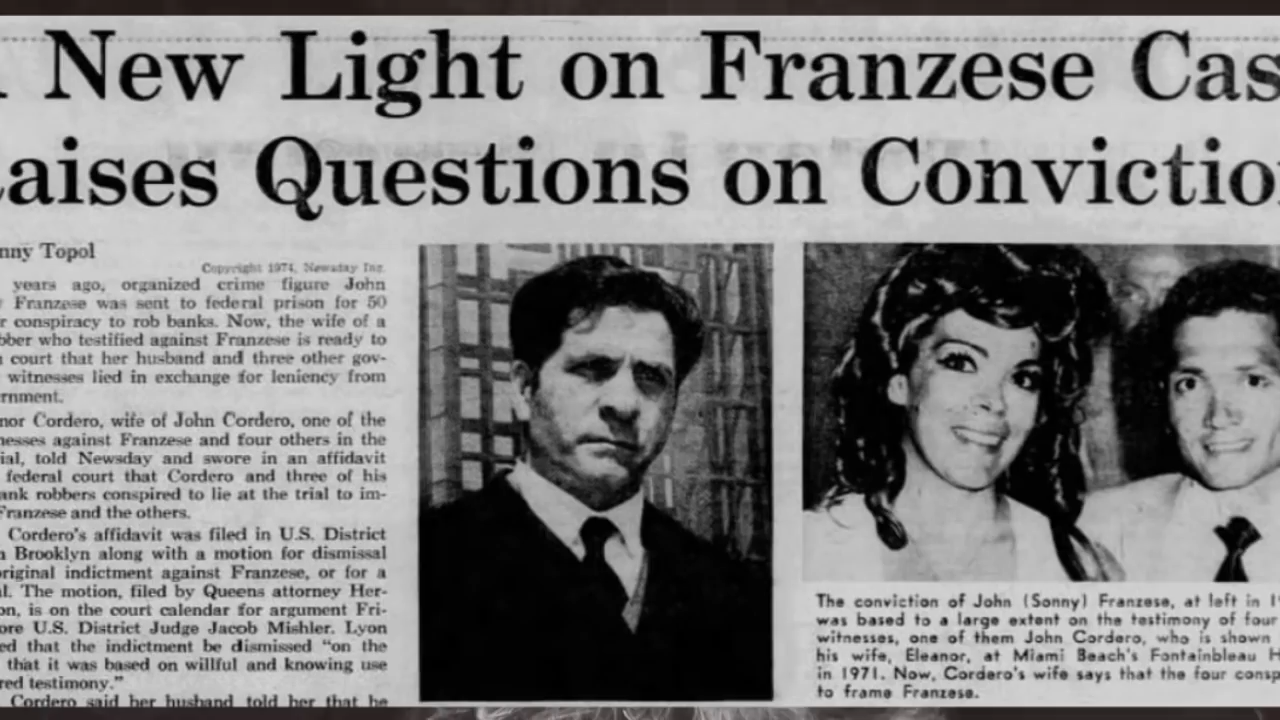 New Light on Franzese Cas
aises Questions on Convictio
nny Topol
Copyright 1974, Newsday Inc.
years ago, organized crime figure John
Franzese was sent to federal prison for 50
r conspiracy to rob banks. Now, the wife of a
bber who testified against Franzese is ready to
court that her husband and three other gov-
witnesses lied in exchange for leniency from
rnment.
nor Cordero, wife of John Cordero, one of the
nesses against Franzese and four others in the
ial, told Newsday and swore in an affidavit
federal court that Cordero and three of his
ank robbers conspired to lie at the trial to im-
Franzese and the others.
Cordero's affidavit was filed in U.S. District
n Brooklyn along with a motion for dismissal
original indictment against Franzese, or for a
l. The motion, filed by Queens attorney Her-
on, is on the court calendar for argument Fri-
ore U.S. District Judge Jacob Mishler. Lyon
ed that the indictment be dismissed "on the
that it was based on willful and knowing use
red testimony."
Cordero said her husband told her that he
The conviction of John (Sonny) Franzese, at left in 1
was based to a large extent on the testimony of four
witnesses, one of them John Cordero, who is shown
his wife, Eleanor, at Miami Beach's Fontainbleau H
in 1971. Now, Cordero's wife says that the four consp
to frame Franzese.